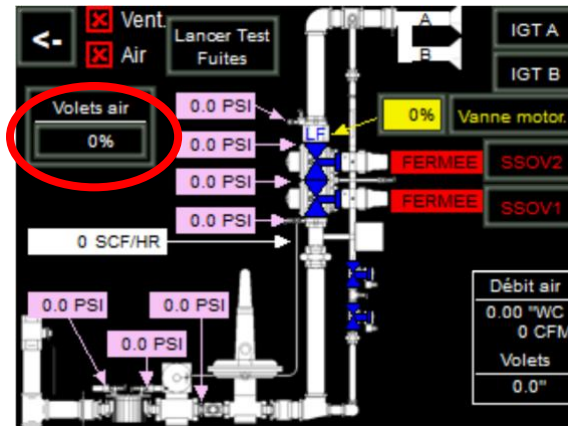 <-
Vent.
Air
Lancer Test
Fuites
A
B
IGT A
IGT B
Volets air
0%
0.0 PSI
LF
0%
Vanne motor.
0.0 PSI
0.0 PSI
FERMEE
SSOV2
0.0 PSI
FERMEE
SSOV1
0 SCF/HR
0.0 PSI
0.0 PSI
0.0 PSI
Débit air
0.00 "WC
0 CFM
Volets
0.0"